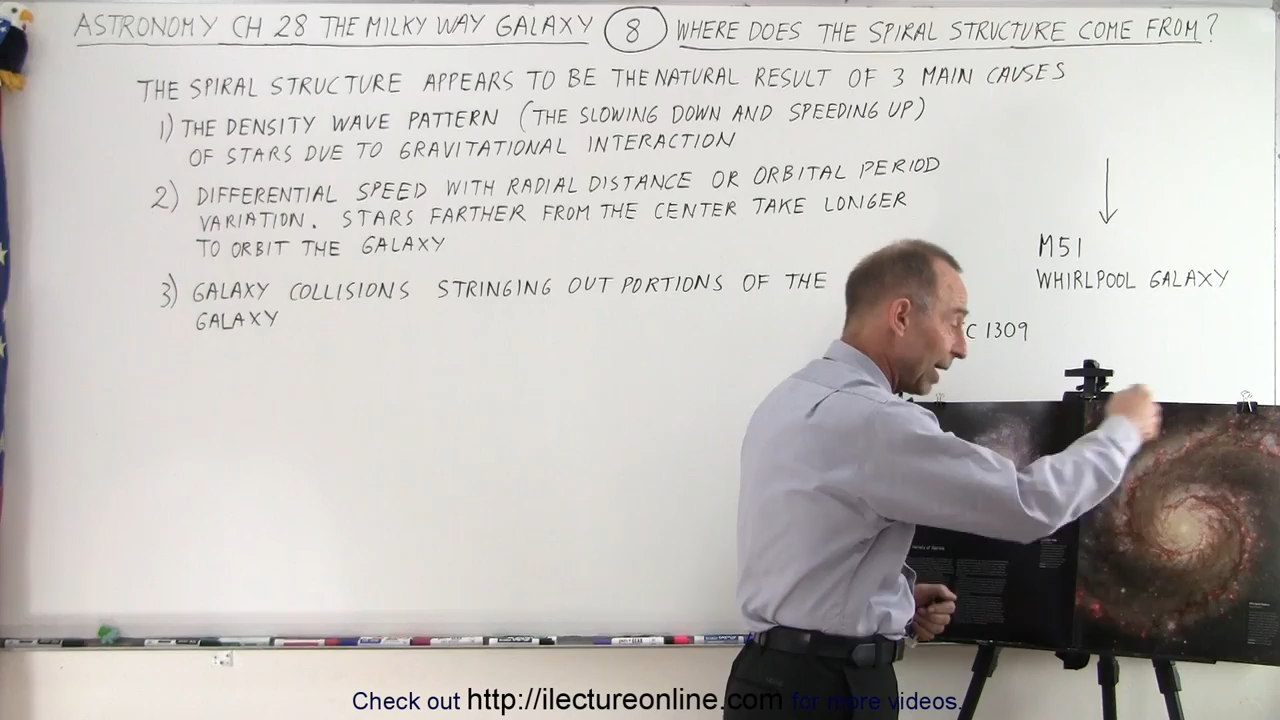 ASTRONOMY CH 28 THE MILKY WAY GALAXY 8 WHERE DOES THE SPIRAL STRUCTURE COME FROM?
THE SPIRAL STRUCTURE APPEARS TO BE THE NATURAL RESULT OF 3 MAIN CAUSES
1) THE DENSITY WAVE PATTERN (THE SLOWING DOWN AND SPEEDING UP)
OF STARS DUE TO GRAVITATIONAL INTERACTION
2) DIFFERENTIAL SPEED WITH RADIAL DISTANCE OR ORBITAL PERIOD
VARIATION. STARS FARTHER FROM THE CENTER TAKE LONGER
TO ORBIT THE GALAXY
3) GALAXY COLLISIONS STRINGING OUT PORTIONS OF THE
GALAXY
M51
WHIRLPOOL GALAXY
C 1309
Check out http://ilectureonline.com for more videos.